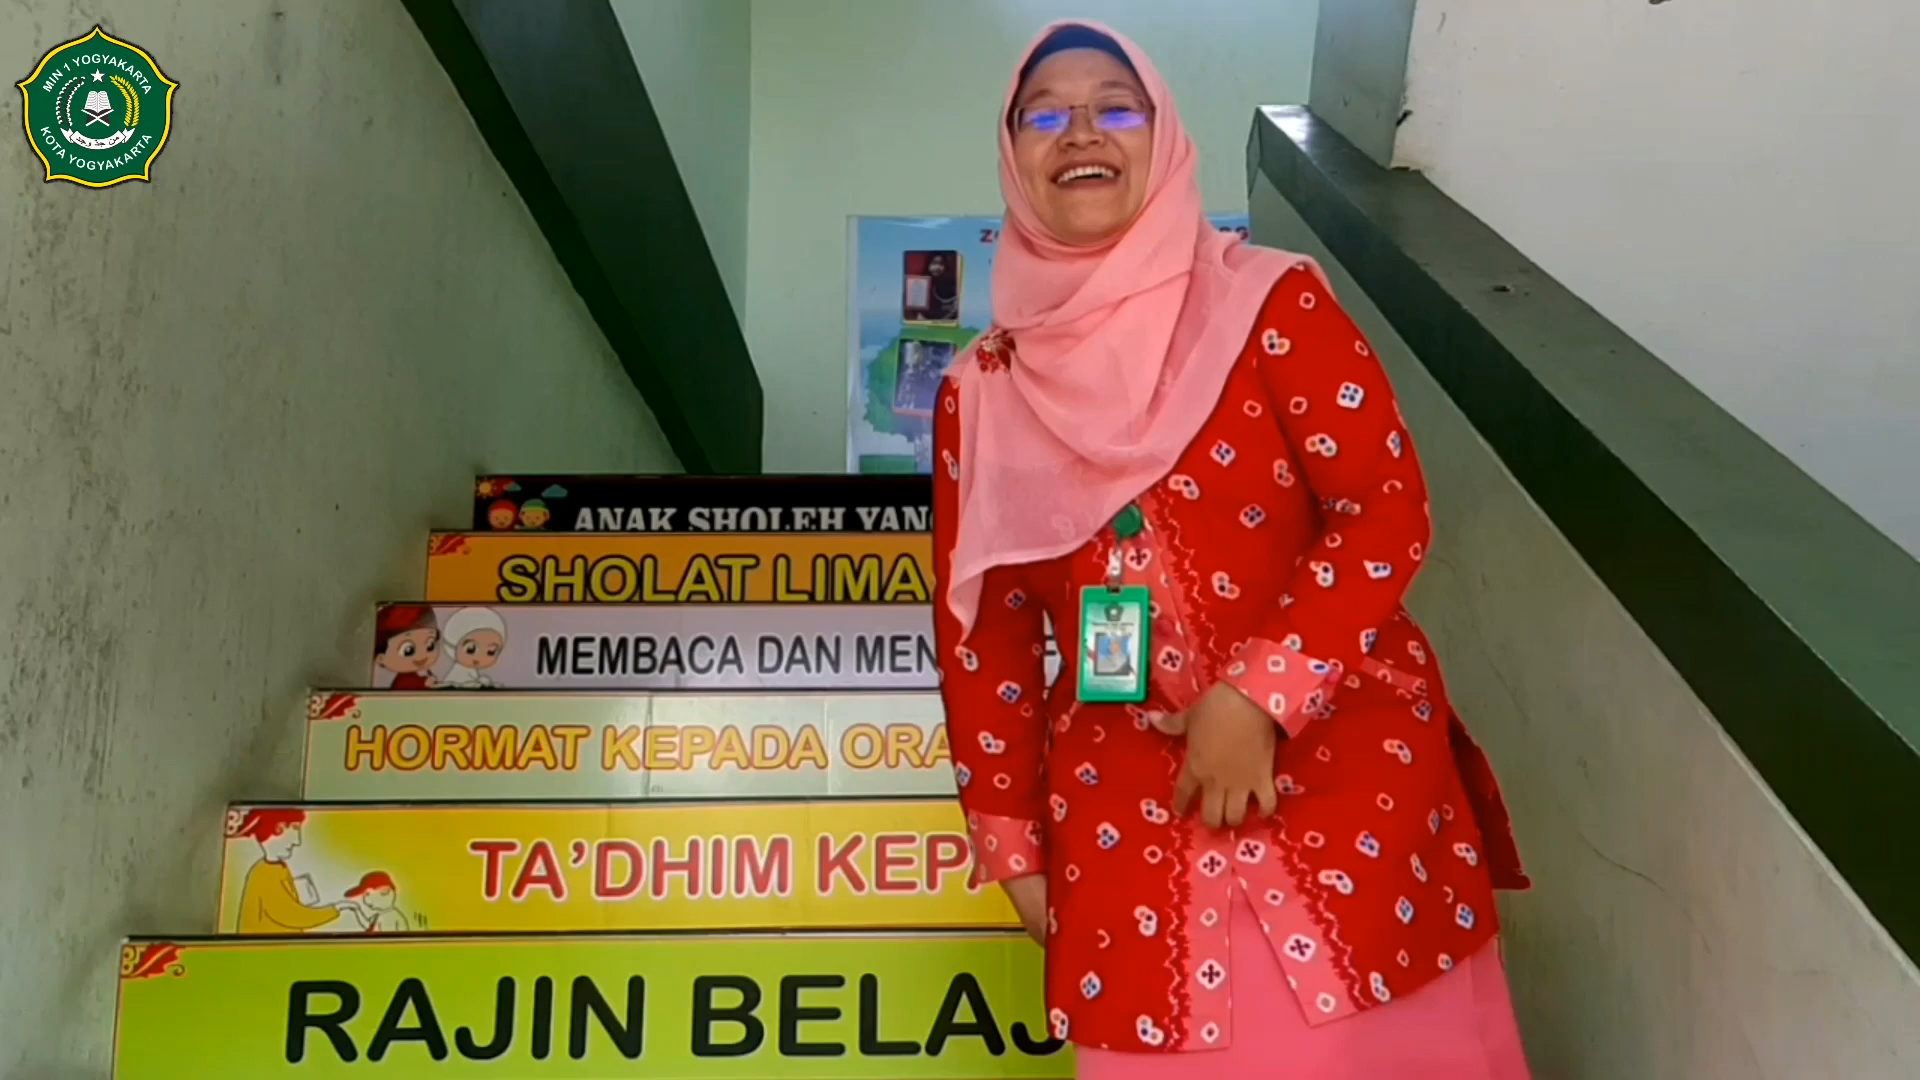 MIN 1 YOGYAKARTA
KOTA YOGYAKARTA
ANAK SHOLEH YANG
SHOLAT LIMA
MEMBACA DAN MEN
HORMAT KEPADA ORA
TA'DHIM KEPA
RAJIN BELAJ